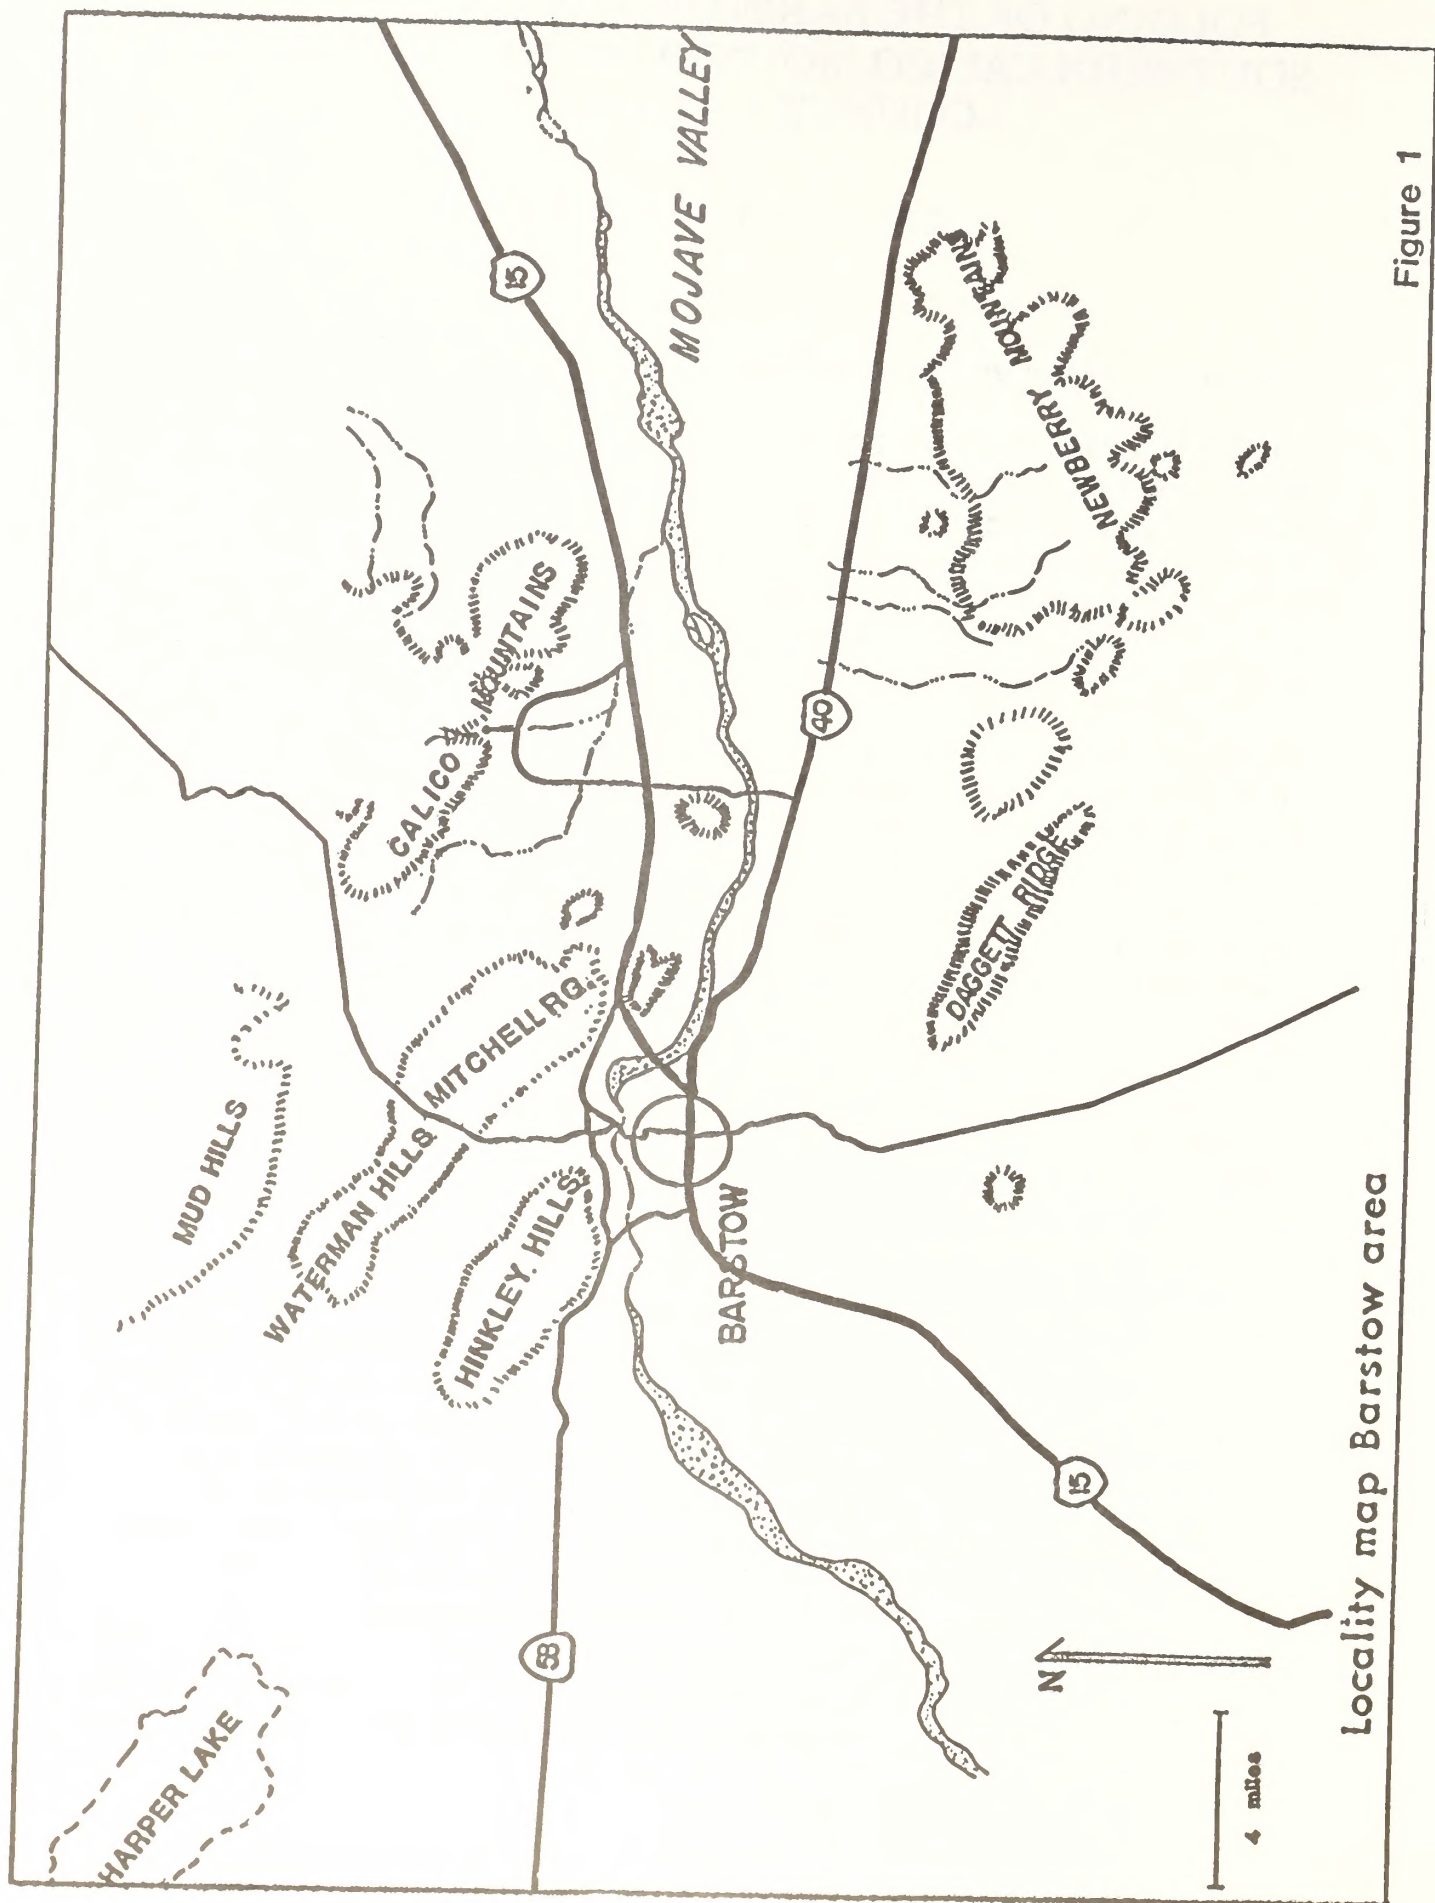 HARPER LAKE
MUD HILLS
WATERMAN HILLS
MITCHELL RG.
CALICO MOUNTAINS
HINKLEY. HILLS
58
15
MOJAVE VALLEY
BARSTOW
40
DAGGETT RIDGE
NEWBERRY MOUNTAINS
15
N
4 miles
Locality map Barstow area
Figure 1